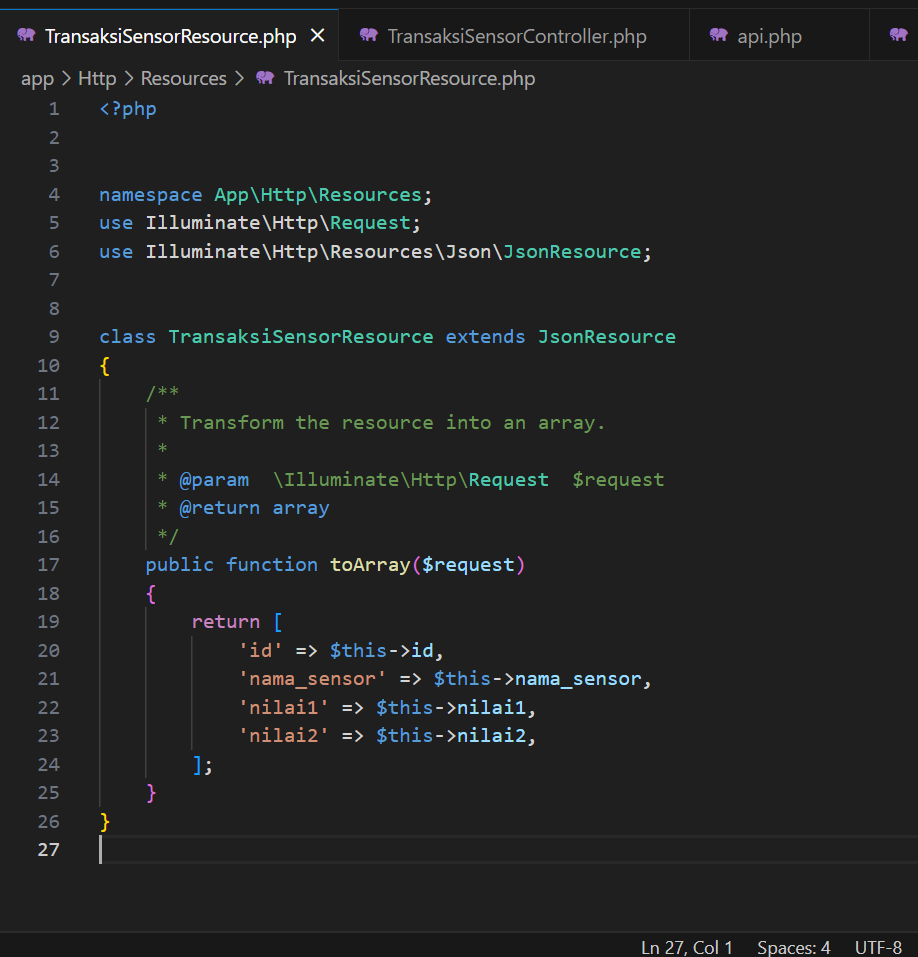 TransaksiSensorResource.php ×
TransaksiSensorController.php
api.php
app > Http > Resources > TransaksiSensorResource.php
1 <?php
2
3
4 namespace App\Http\Resources;
5 use Illuminate\Http\Request;
6 use Illuminate\Http\Resources\Json\JsonResource;
7
8
9 class TransaksiSensorResource extends JsonResource
10 {
11     /**
12      * Transform the resource into an array.
13      *
14      * @param  \Illuminate\Http\Request  $request
15      * @return array
16      */
17     public function toArray($request)
18     {
19         return [
20             'id' => $this->id,
21             'nama_sensor' => $this->nama_sensor,
22             'nilai1' => $this->nilai1,
23             'nilai2' => $this->nilai2,
24         ];
25     }
26 }
27
Ln 27, Col 1 Spaces: 4 UTF-8